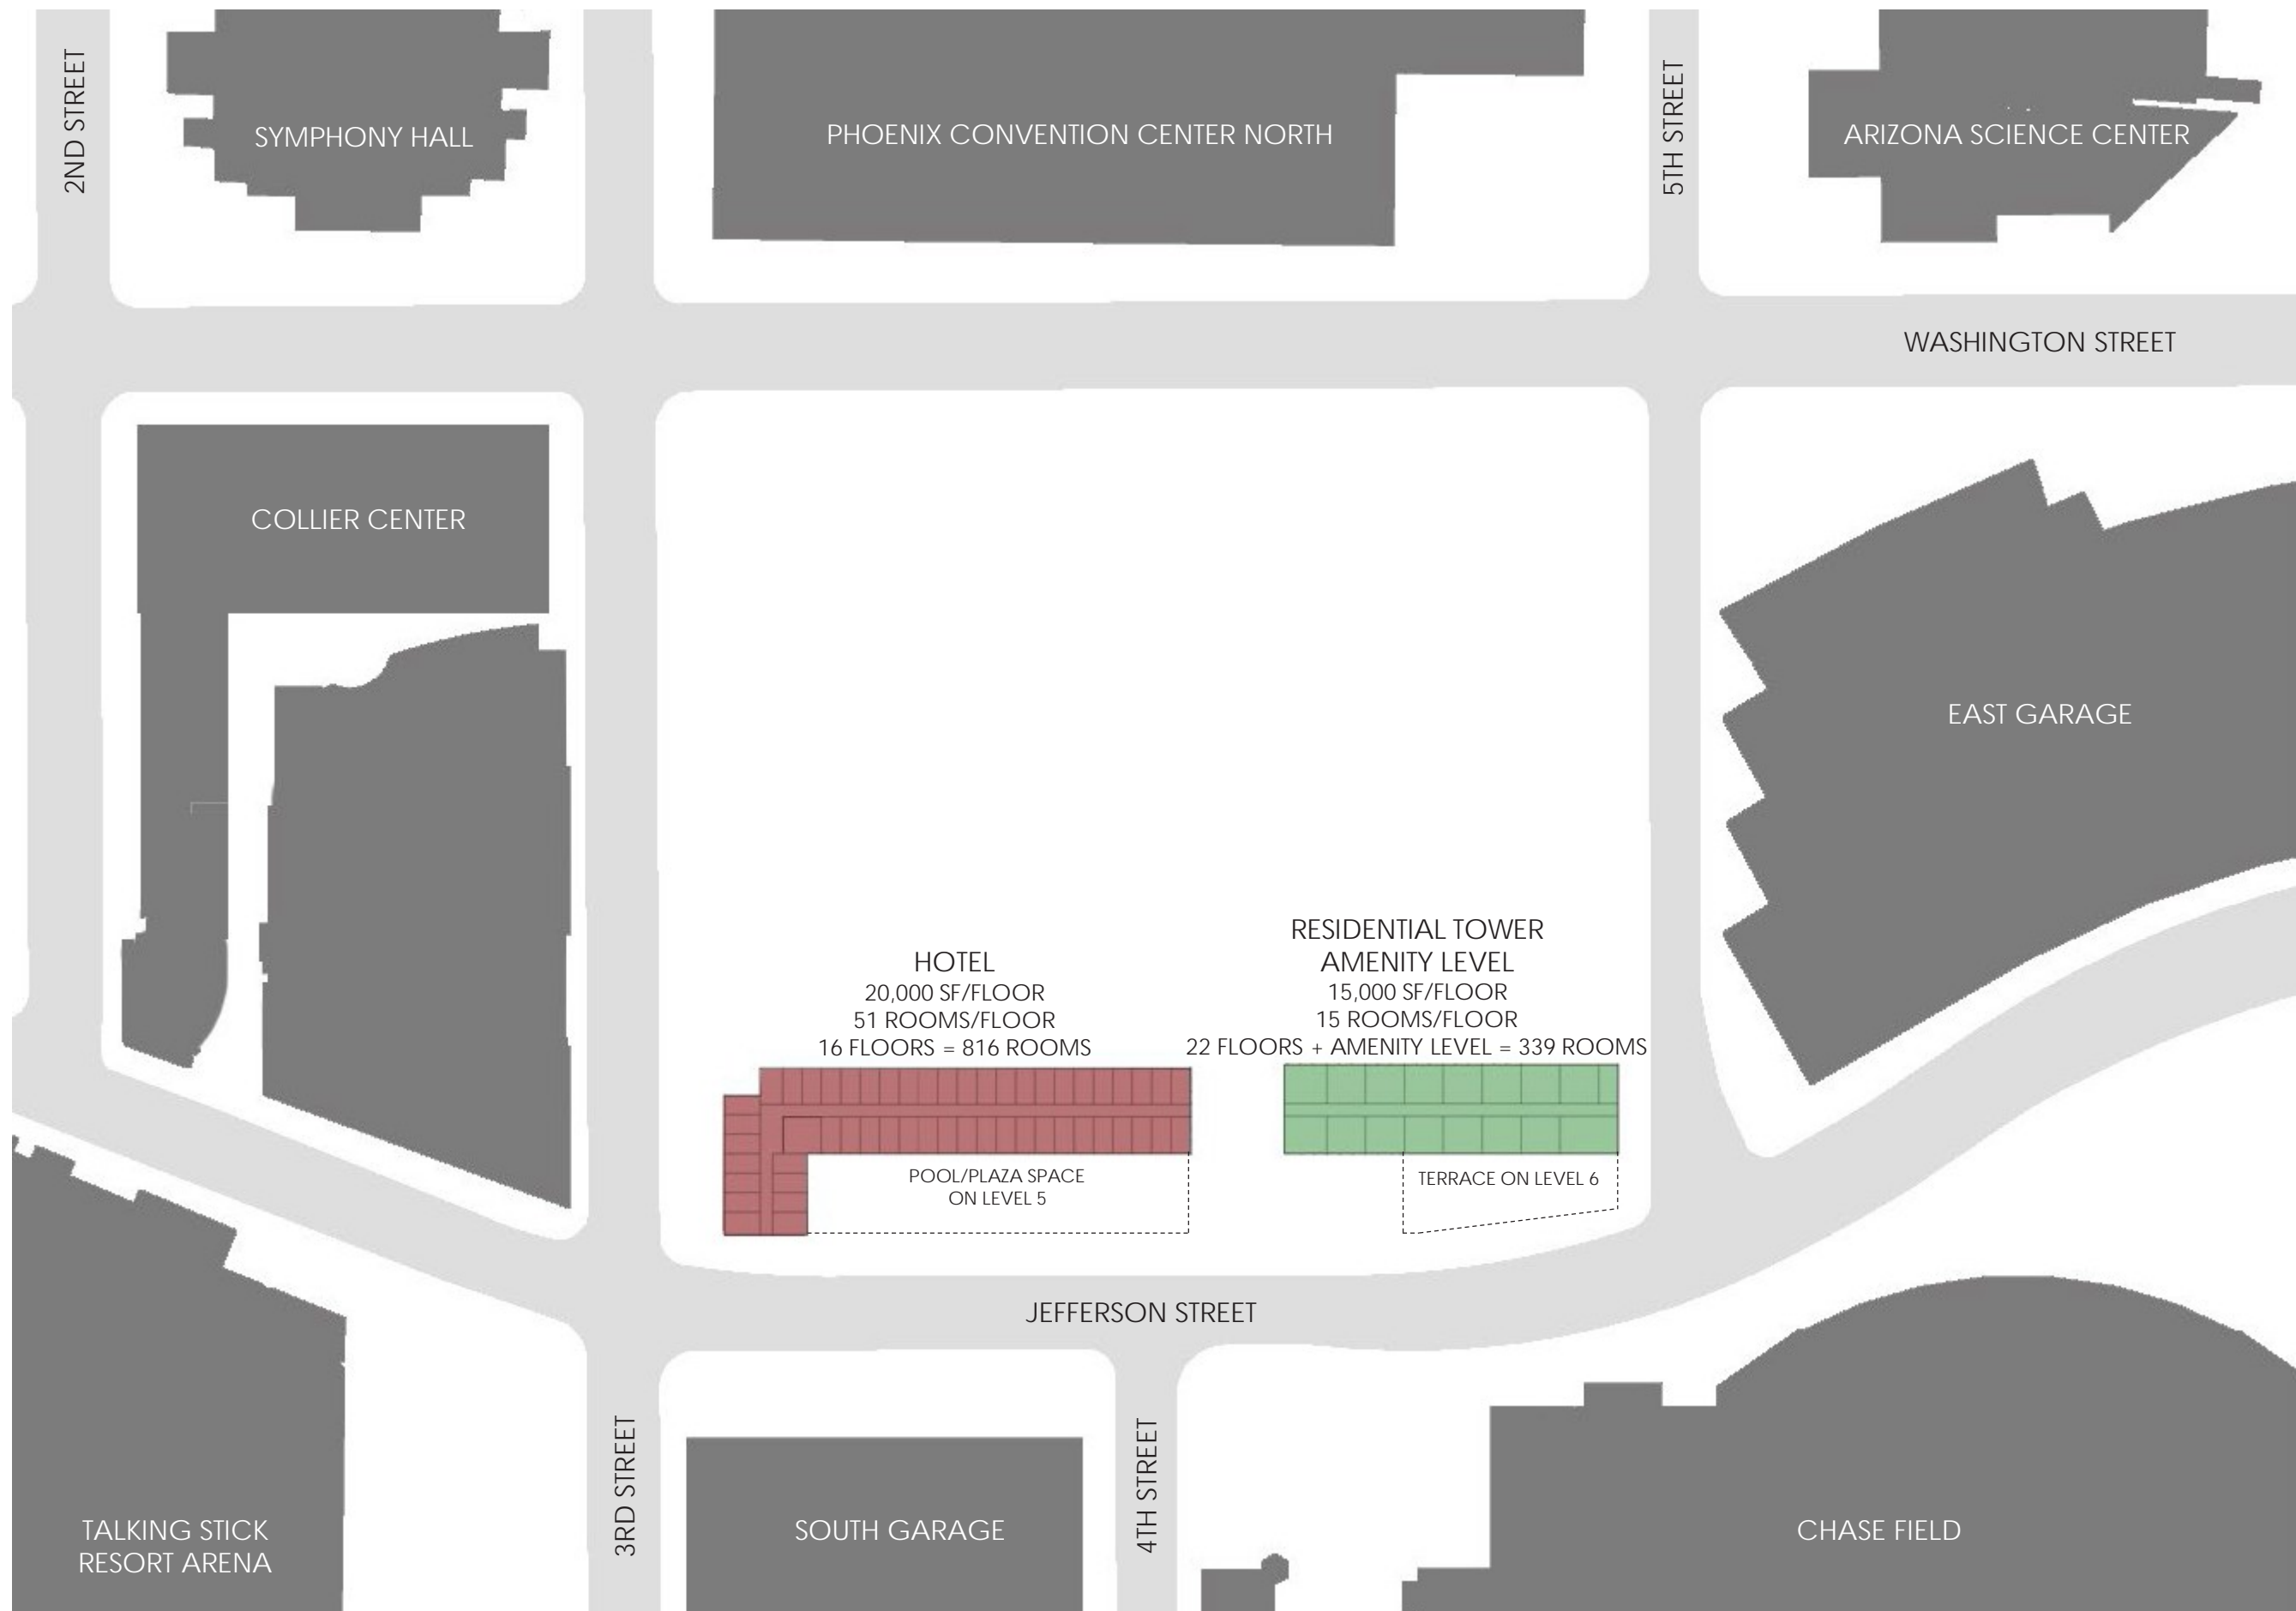 2ND STREET
SYMPHONY HALL
PHOENIX CONVENTION CENTER NORTH
5TH STREET
ARIZONA SCIENCE CENTER
WASHINGTON STREET
COLLIER CENTER
EAST GARAGE
HOTEL
20,000 SF/FLOOR
51 ROOMS/FLOOR
16 FLOORS = 816 ROOMS
RESIDENTIAL TOWER
AMENITY LEVEL
15,000 SF/FLOOR
15 ROOMS/FLOOR
22 FLOORS + AMENITY LEVEL = 339 ROOMS
POOL/PLAZA SPACE
ON LEVEL 5
TERRACE ON LEVEL 6
JEFFERSON STREET
TALKING STICK
RESORT ARENA
3RD STREET
SOUTH GARAGE
4TH STREET
CHASE FIELD